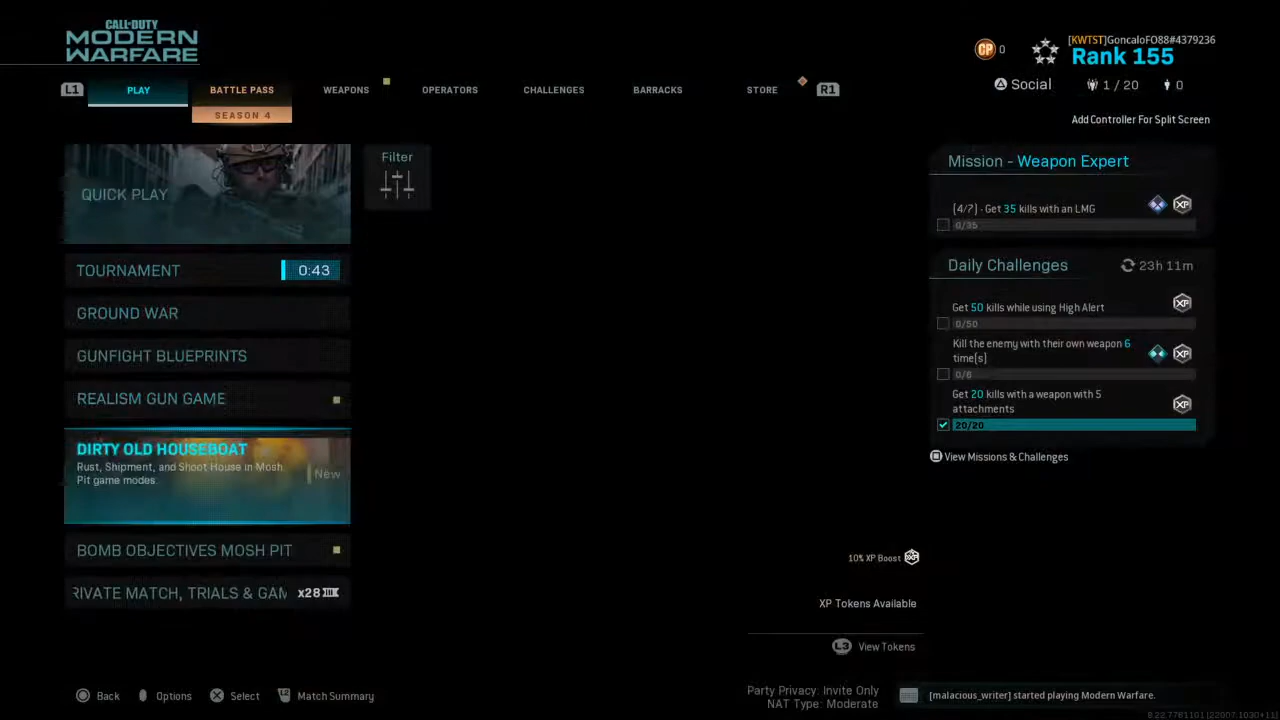 CALL OF DUTY
MODERN
WARFARE
CP 0
[KWTST]GoncaloFO88#4379236
Rank 155
Social
1 / 20
0
Add Controller For Split Screen
L1
PLAY
BATTLE PASS
SEASON 4
WEAPONS
OPERATORS
CHALLENGES
BARRACKS
STORE
R1
QUICK PLAY
Filter
TOURNAMENT
0:43
GROUND WAR
GUNFIGHT BLUEPRINTS
REALISM GUN GAME
DIRTY OLD HOUSEBOAT
Rust, Shipment, and Shoot House in Mosh
Pit game modes.
New
BOMB OBJECTIVES MOSH PIT
RIVATE MATCH, TRIALS & GAM
x28
Mission - Weapon Expert
[4/7] - Get 35 kills with an LMG
XP
0/35
Daily Challenges
23h 11m
Get 50 kills while using High Alert
XP
0/50
Kill the enemy with their own weapon 6
time[s]
XP
0/6
Get 20 kills with a weapon with 5
attachments
XP
20/20
View Missions & Challenges
10% XP Boost
XP Tokens Available
L3
View Tokens
Back
Options
Select
L2
Match Summary
Party Privacy: Invite Only
NAT Type: Moderate
[malacious_writer] started playing Modern Warfare.